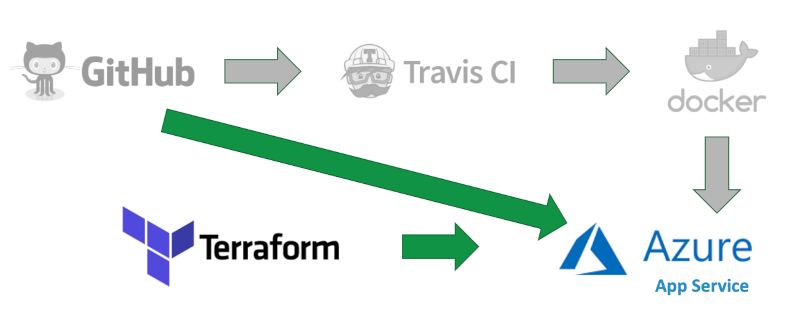 GitHub
Travis CI
docker
Terraform
Azure
App Service